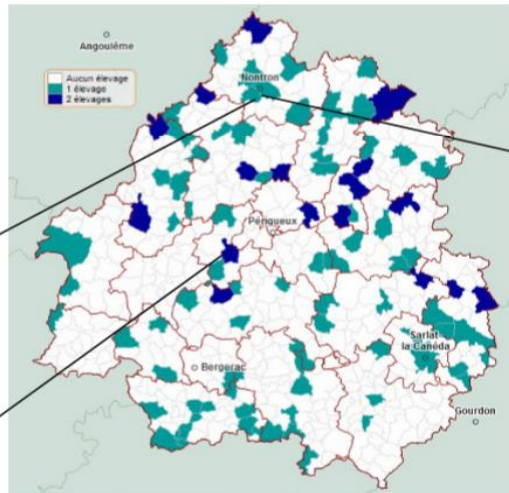 Angoulême
Aucun élevage
1 élevage
2 élevages
Nontron
Périgueux
Sarlat
la Canéda
Bergerac
Gourdon